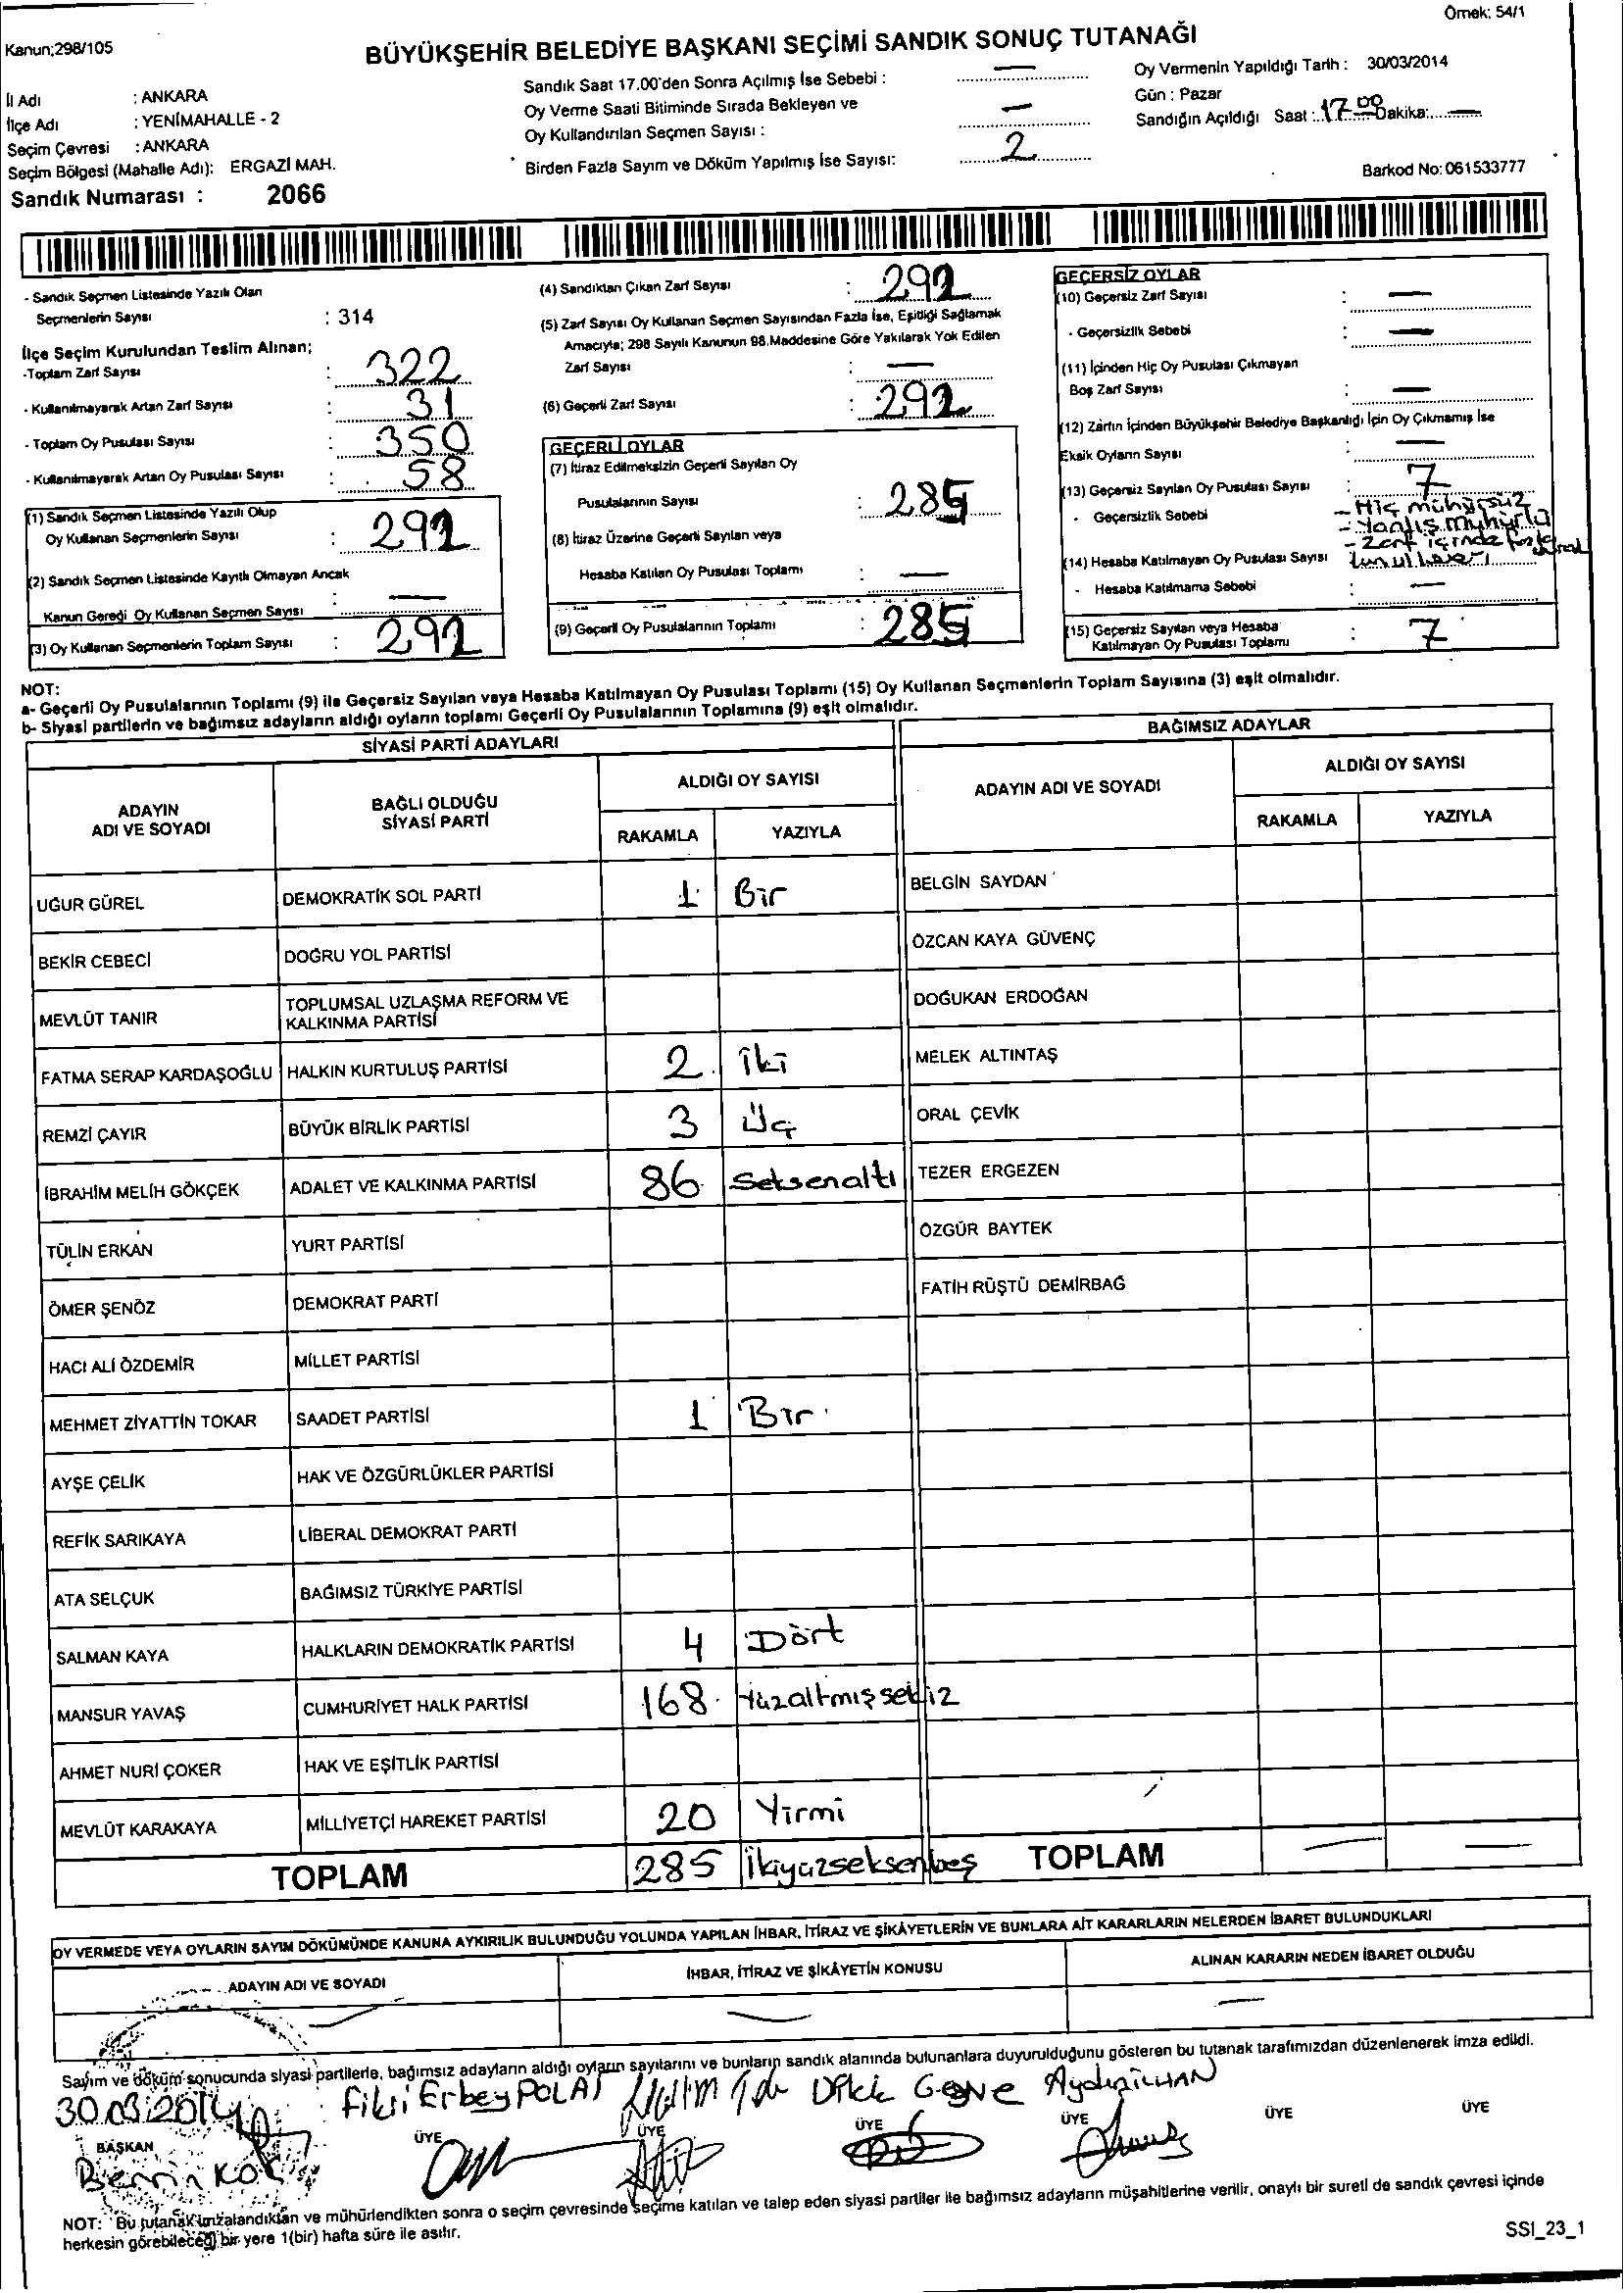 Örnek: 54/1
Kanun;298/105
BÜYÜKŞEHİR BELEDİYE BAŞKANI SEÇİMİ SANDIK SONUÇ TUTANAĞI
İl Adı : ANKARA
İlçe Adı : YENİMAHALLE - 2
Seçim Çevresi : ANKARA
Seçim Bölgesi (Mahalle Adı): ERGAZİ MAH.
Sandık Numarası : 2066
Sandık Saat 17.00'den Sonra Açılmış İse Sebebi : —
Oy Verme Saati Bitiminde Sırada Bekleyen ve
Oy Kullandırılan Seçmen Sayısı : —
Birden Fazla Sayım ve Döküm Yapılmış İse Sayısı: 2
Oy Vermenin Yapıldığı Tarih : 30/03/2014
Gün : Pazar
Sandığın Açıldığı Saat : 17 00 Dakika: —
Barkod No: 061533777
- Sandık Seçmen Listesinde Yazılı Olan
Seçmenlerin Sayısı : 314
İlçe Seçim Kurulundan Teslim Alınan;
-Toplam Zarf Sayısı : 322
- Kullanılmayarak Artan Zarf Sayısı : 31
- Toplam Oy Pusulası Sayısı : 350
- Kullanılmayarak Artan Oy Pusulası Sayısı : 58
(1) Sandık Seçmen Listesinde Yazılı Olup
Oy Kullanan Seçmenlerin Sayısı : 292
(2) Sandık Seçmen Listesinde Kayıtlı Olmayan Ancak
Kanun Gereği Oy Kullanan Seçmen Sayısı : —
(3) Oy Kullanan Seçmenlerin Toplam Sayısı : 292
(4) Sandıktan Çıkan Zarf Sayısı : 292
(5) Zarf Sayısı Oy Kullanan Seçmen Sayısından Fazla İse, Eşitliği Sağlamak
Amacıyla; 298 Sayılı Kanunun 98.Maddesine Göre Yakılarak Yok Edilen
Zarf Sayısı : —
(6) Geçerli Zarf Sayısı : 292
GEÇERLİ OYLAR
(7) İtiraz Edilmeksizin Geçerli Sayılan Oy
Pusulalarının Sayısı : 285
(8) İtiraz Üzerine Geçerli Sayılan veya
Hesaba Katılan Oy Pusulası Toplamı : —
(9) Geçerli Oy Pusulalarının Toplamı : 285
GEÇERSİZ OYLAR
(10) Geçersiz Zarf Sayısı : —
- Geçersizlik Sebebi : —
(11) İçinden Hiç Oy Pusulası Çıkmayan
Boş Zarf Sayısı : —
(12) Zarfın İçinden Büyükşehir Belediye Başkanlığı İçin Oy Çıkmamış İse
Eksik Oyların Sayısı : —
(13) Geçersiz Sayılan Oy Pusulası Sayısı : 7
- Geçersizlik Sebebi : - Hiç mühürsüz
- Yanlış mühürlü
- Zarf içinde fazla
(14) Hesaba Katılmayan Oy Pusulası Sayısı
- Hesaba Katılmama Sebebi : —
(15) Geçersiz Sayılan veya Hesaba
Katılmayan Oy Pusulası Toplamı : 7
NOT:
a- Geçerli Oy Pusulalarının Toplamı (9) ile Geçersiz Sayılan veya Hesaba Katılmayan Oy Pusulası Toplamı (15) Oy Kullanan Seçmenlerin Toplam Sayısına (3) eşit olmalıdır.
b- Siyasi partilerin ve bağımsız adayların aldığı oyların toplamı Geçerli Oy Pusulalarının Toplamına (9) eşit olmalıdır.
SİYASİ PARTİ ADAYLARI
ADAYIN ADI VE SOYADI
BAĞLI OLDUĞU SİYASİ PARTİ
ALDIĞI OY SAYISI
RAKAMLA YAZIYLA
UĞUR GÜREL DEMOKRATİK SOL PARTİ 1 Bir
BEKİR CEBECİ DOĞRU YOL PARTİSİ
MEVLÜT TANIR TOPLUMSAL UZLAŞMA REFORM VE KALKINMA PARTİSİ
FATMA SERAP KARDAŞOĞLU HALKIN KURTULUŞ PARTİSİ 2 İki
REMZİ ÇAYIR BÜYÜK BİRLİK PARTİSİ 3 Üç
İBRAHİM MELİH GÖKÇEK ADALET VE KALKINMA PARTİSİ 86 Seksenaltı
TÜLİN ERKAN YURT PARTİSİ
ÖMER ŞENÖZ DEMOKRAT PARTİ
HACI ALİ ÖZDEMİR MİLLET PARTİSİ
MEHMET ZİYATTİN TOKAR SAADET PARTİSİ 1 Bir
AYŞE ÇELİK HAK VE ÖZGÜRLÜKLER PARTİSİ
REFİK SARIKAYA LİBERAL DEMOKRAT PARTİ
ATA SELÇUK BAĞIMSIZ TÜRKİYE PARTİSİ
SALMAN KAYA HALKLARIN DEMOKRATİK PARTİSİ 4 Dört
MANSUR YAVAŞ CUMHURİYET HALK PARTİSİ 168 Yüzaltmışsekiz
AHMET NURİ ÇOKER HAK VE EŞİTLİK PARTİSİ
MEVLÜT KARAKAYA MİLLİYETÇİ HAREKET PARTİSİ 20 Yirmi
TOPLAM 285 İkiyüzseksenbeş
BAĞIMSIZ ADAYLAR
ADAYIN ADI VE SOYADI
ALDIĞI OY SAYISI
RAKAMLA YAZIYLA
BELGİN SAYDAN
ÖZCAN KAYA GÜVENÇ
DOĞUKAN ERDOĞAN
MELEK ALTINTAŞ
ORAL ÇEVİK
TEZER ERGEZEN
ÖZGÜR BAYTEK
FATİH RÜŞTÜ DEMİRBAĞ
TOPLAM — —
OY VERMEDE VEYA OYLARIN SAYIM DÖKÜMÜNDE KANUNA AYKIRILIK BULUNDUĞU YOLUNDA YAPILAN İHBAR, İTİRAZ VE ŞİKÂYETLERİN VE BUNLARA AİT KARARLARIN NELERDEN İBARET BULUNDUKLARI
ADAYIN ADI VE SOYADI İHBAR, İTİRAZ VE ŞİKÂYETİN KONUSU ALINAN KARARIN NEDEN İBARET OLDUĞU
Sayım ve döküm sonucunda siyasi partilerle, bağımsız adayların aldığı oyların sayılarını ve bunların sandık alanında bulunanlara duyurulduğunu gösteren bu tutanak tarafımızdan düzenlenerek imza edildi.
30.03.2014 Fikri Erbey POLAT
BAŞKAN ÜYE ÜYE ÜYE ÜYE ÜYE ÜYE
NOT: Bu tutanak imzalandıktan ve mühürlendikten sonra o seçim çevresinde seçime katılan ve talep eden siyasi partiler ile bağımsız adayların müşahitlerine verilir, onaylı bir sureti de sandık çevresi içinde
herkesin görebileceği bir yere 1(bir) hafta süre ile asılır.
SSI_23_1